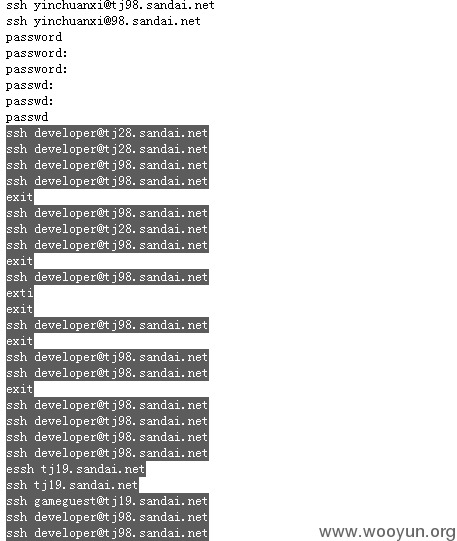 ssh yinchuanxi@tj98.sandai.net
ssh yinchuanxi@98.sandai.net
password
password:
password:
passwd:
passwd:
passwd
ssh developer@tj28.sandai.net
ssh developer@tj28.sandai.net
ssh developer@tj98.sandai.net
ssh developer@tj98.sandai.net
exit
ssh developer@tj98.sandai.net
ssh developer@tj28.sandai.net
ssh developer@tj98.sandai.net
exit
ssh developer@tj98.sandai.net
exti
exit
ssh developer@tj98.sandai.net
exit
ssh developer@tj98.sandai.net
ssh developer@tj98.sandai.net
exit
ssh developer@tj98.sandai.net
ssh developer@tj98.sandai.net
ssh developer@tj98.sandai.net
ssh developer@tj98.sandai.net
essh tj19.sandai.net
ssh tj19.sandai.net
ssh gameguest@tj19.sandai.net
ssh developer@tj98.sandai.net
ssh developer@tj98.sandai.net
www.wooyun.org